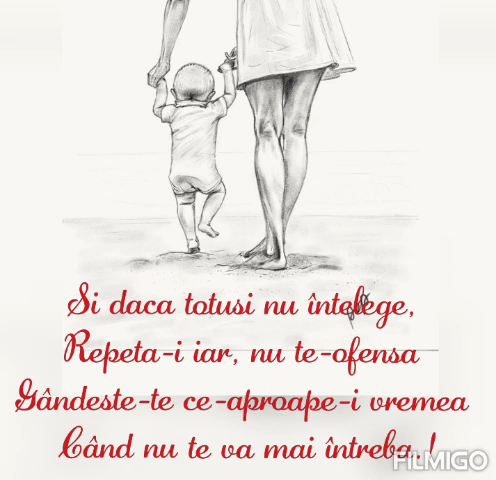 Si daca totusi nu întelege,
Repeta-i iar, nu te-ofensa
Gândeste-te ce-aproape-i vremea
Când nu te va mai întreba.!
FILMIGO